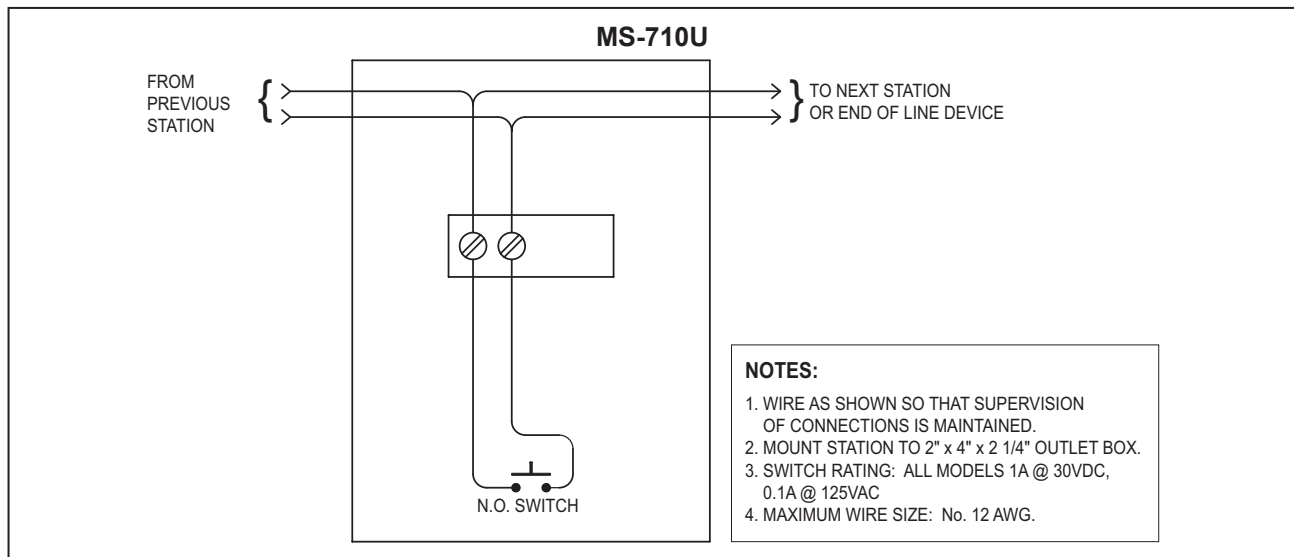 MS-710U
FROM
PREVIOUS
STATION
TO NEXT STATION
OR END OF LINE DEVICE
N.O. SWITCH
NOTES:
1. WIRE AS SHOWN SO THAT SUPERVISION
OF CONNECTIONS IS MAINTAINED.
2. MOUNT STATION TO 2" x 4" x 2 1/4" OUTLET BOX.
3. SWITCH RATING: ALL MODELS 1A @ 30VDC,
0.1A @ 125VAC
4. MAXIMUM WIRE SIZE: No. 12 AWG.